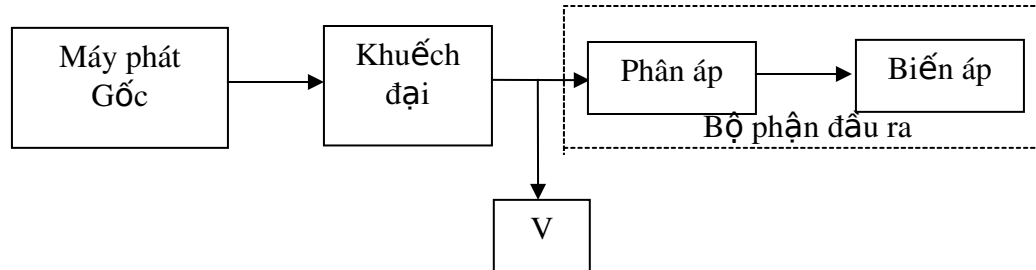 Máy phát
Gốc
Khuếch
đại
Phân áp
Biến áp
Bộ phận đầu ra
V